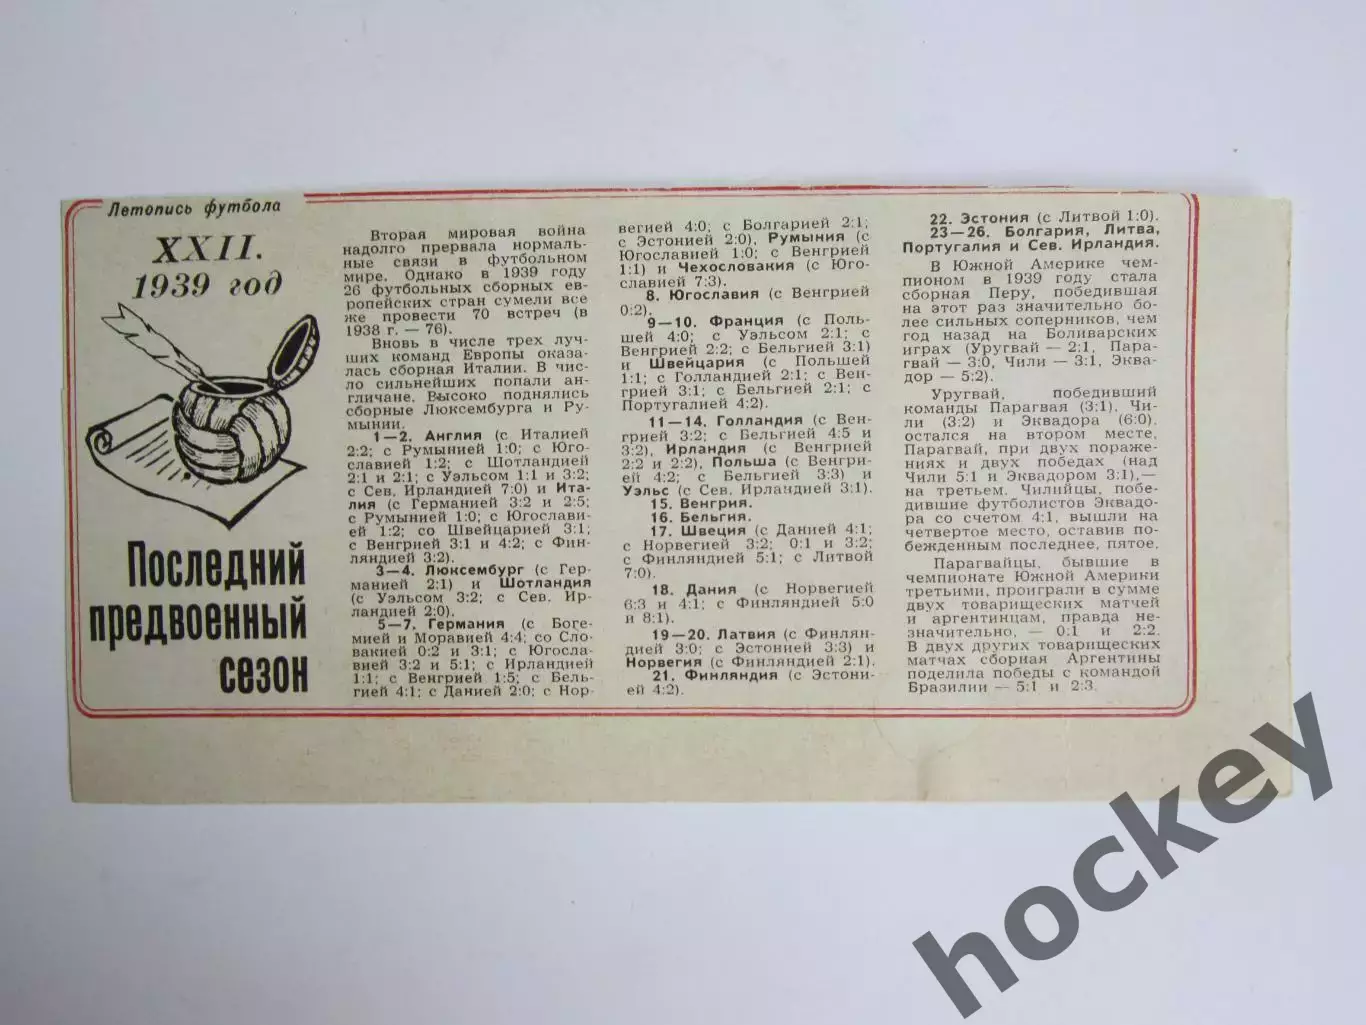 Летопись футбола
XXII.
1939 год
Последний
предвоенный
сезон
Вторая мировая война
надолго прервала нормаль-
ные связи в футбольном
мире. Однако в 1939 году
26 футбольных сборных ев-
ропейских стран сумели все
же провести 70 встреч (в
1938 г. — 76).
Вновь в числе трех луч-
ших команд Европы оказа-
лась сборная Италии. В чис-
ло сильнейших попали ан-
гличане. Высоко поднялись
сборные Люксембурга и Ру-
мынии.
1—2. Англия (с Италией
2:2; с Румынией 1:0; с Юго-
славией 1:2; с Шотландией
2:1 и 2:1; с Уэльсом 1:1 и 3:2;
с Сев. Ирландией 7:0) и Ита-
лия (с Германией 3:2 и 2:5;
с Румынией 1:0; с Югослави-
ей 1:2; со Швейцарией 3:1;
с Венгрией 3:1 и 4:2; с Фин-
ляндией 3:2).
3—4. Люксембург (с Гер-
манией 2:1) и Шотландия
(с Уэльсом 3:2; с Сев. Ир-
ландией 2:0).
5—7. Германия (с Боге-
мией и Моравией 4:4; со Сло-
вакией 0:2 и 3:1; с Югосла-
вией 3:2 и 5:1; с Ирландией
1:1; с Венгрией 1:5; с Бель-
гией 4:1; с Данией 2:0; с Нор-
вегией 4:0; с Болгарией 2:1;
с Эстонией 2:0), Румыния (с
Югославией 1:0; с Венгрией
1:1) и Чехословакия (с Юго-
славией 7:3).
8. Югославия (с Венгрией
0:2).
9—10. Франция (с Поль-
шей 4:0; с Уэльсом 2:1; с
Венгрией 2:2; с Бельгией 3:1)
и Швейцария (с Польшей
1:1; с Голландией 2:1; с Вен-
грией 3:1; с Бельгией 2:1; с
Португалией 4:2).
11—14. Голландия (с Вен-
грией 3:2; с Бельгией 4:5 и
3:2), Ирландия (с Венгрией
2:2 и 2:2), Польша (с Венгри-
ей 4:2; с Бельгией 3:3) и
Уэльс (с Сев. Ирландией 3:1).
15. Венгрия.
16. Бельгия.
17. Швеция (с Данией 4:1;
с Норвегией 3:2; 0:1 и 3:2;
с Финляндией 5:1; с Литвой
7:0).
18. Дания (с Норвегией
6:3 и 4:1; с Финляндией 5:0
и 8:1).
19—20. Латвия (с Финлян-
дией 3:0; с Эстонией 3:3) и
Норвегия (с Финляндией 2:1).
21. Финляндия (с Эстони-
ей 4:2).
22. Эстония (с Литвой 1:0).
23—26. Болгария, Литва,
Португалия и Сев. Ирландия.
В Южной Америке чем-
пионом в 1939 году стала
сборная Перу, победившая
на этот раз значительно бо-
лее сильных соперников, чем
год назад на Боливарских
играх (Уругвай — 2:1, Пара-
гвай — 3:0, Чили — 3:1, Эква-
дор — 5:2).
Уругвай, победивший
команды Парагвая (3:1), Чи-
ли (3:2) и Эквадора (6:0).
остался на втором месте,
Парагвай, при двух пораже-
ниях и двух победах (над
Чили 5:1 и Эквадором 3:1),—
на третьем. Чилийцы, побе-
дившие футболистов Эквадо-
ра со счетом 4:1, вышли на
четвертое место, оставив по-
бежденным последнее, пятое.
Парагвайцы, бывшие в
чемпионате Южной Америки
третьими, проиграли в сумме
двух товарищеских матчей
и аргентинцам, правда не-
значительно, — 0:1 и 2:2.
В двух других товарищеских
матчах сборная Аргентины
поделила победы с командой
Бразилии — 5:1 и 2:3.
hockey